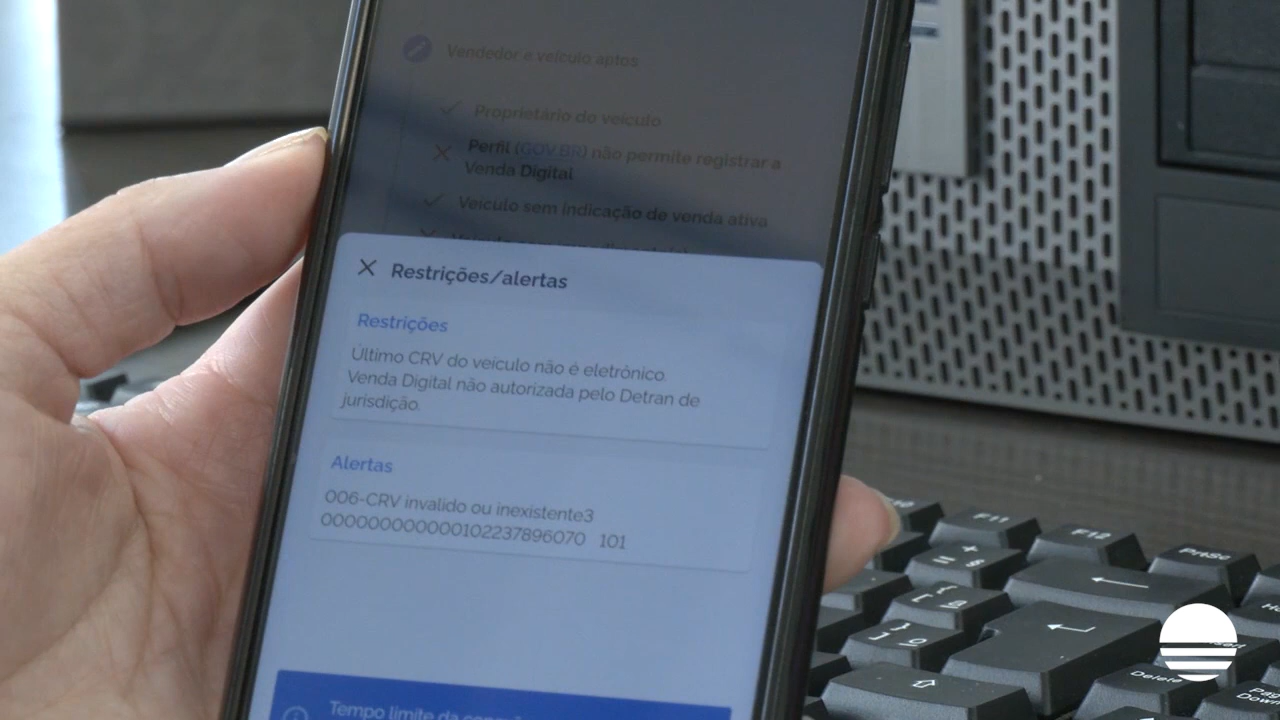 Vendedor e veículo aptos
Proprietário do veículo
Perfil (GOV.BR) não permite registrar a
Venda Digital
Veículo sem indicação de venda ativa
Restrições/alertas
Restrições
Último CRV do veículo não é eletrônico
Venda Digital não autorizada pelo Detran de
jurisdição
Alertas
006-CRV invalido ou inexistente3
000000000000102237896070 101
Tempo limite da
F11
F12
PrtSc
Delete